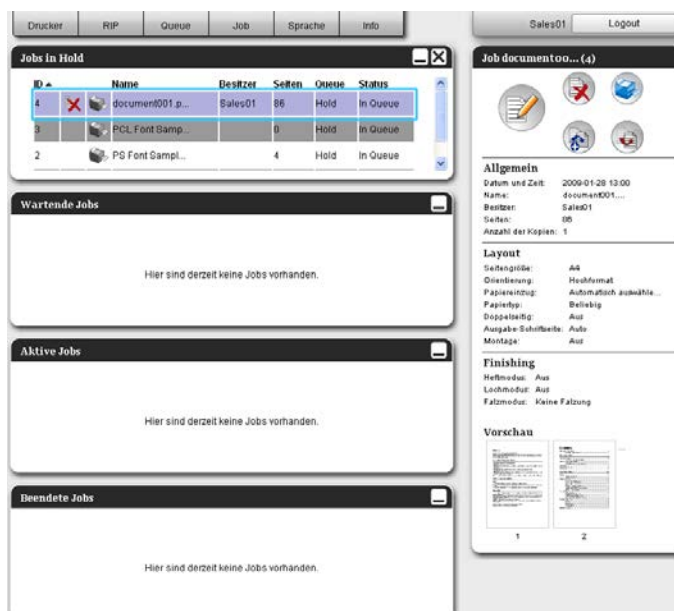 Drucker RIP Queue Job Sprache Info
Sales01 Logout
Jobs in Hold
ID Name Besitzer Seiten Queue Status
4 document001.p... Sales01 86 Hold In Queue
3 PCL Font Samp... 0 Hold In Queue
2 PS Font Sampl... 4 Hold In Queue
Wartende Jobs
Hier sind derzeit keine Jobs vorhanden.
Aktive Jobs
Hier sind derzeit keine Jobs vorhanden.
Beendete Jobs
Hier sind derzeit keine Jobs vorhanden.
Job document00... (4)
Allgemein
Datum und Zeit: 2009-01-28 13:00
Name: document001....
Besitzer: Sales01
Seiten: 86
Anzahl der Kopien: 1
Layout
Seitengröße: A4
Orientierung: Hochformat
Papiereinzug: Automatisch auswähle...
Papiertyp: Beliebig
Doppelseitig: Aus
Ausgabe-Schriftseite: Auto
Montage: Aus
Finishing
Heftmodus: Aus
Lochmodus: Aus
Falzmodus: Keine Falzung
Vorschau
1 2